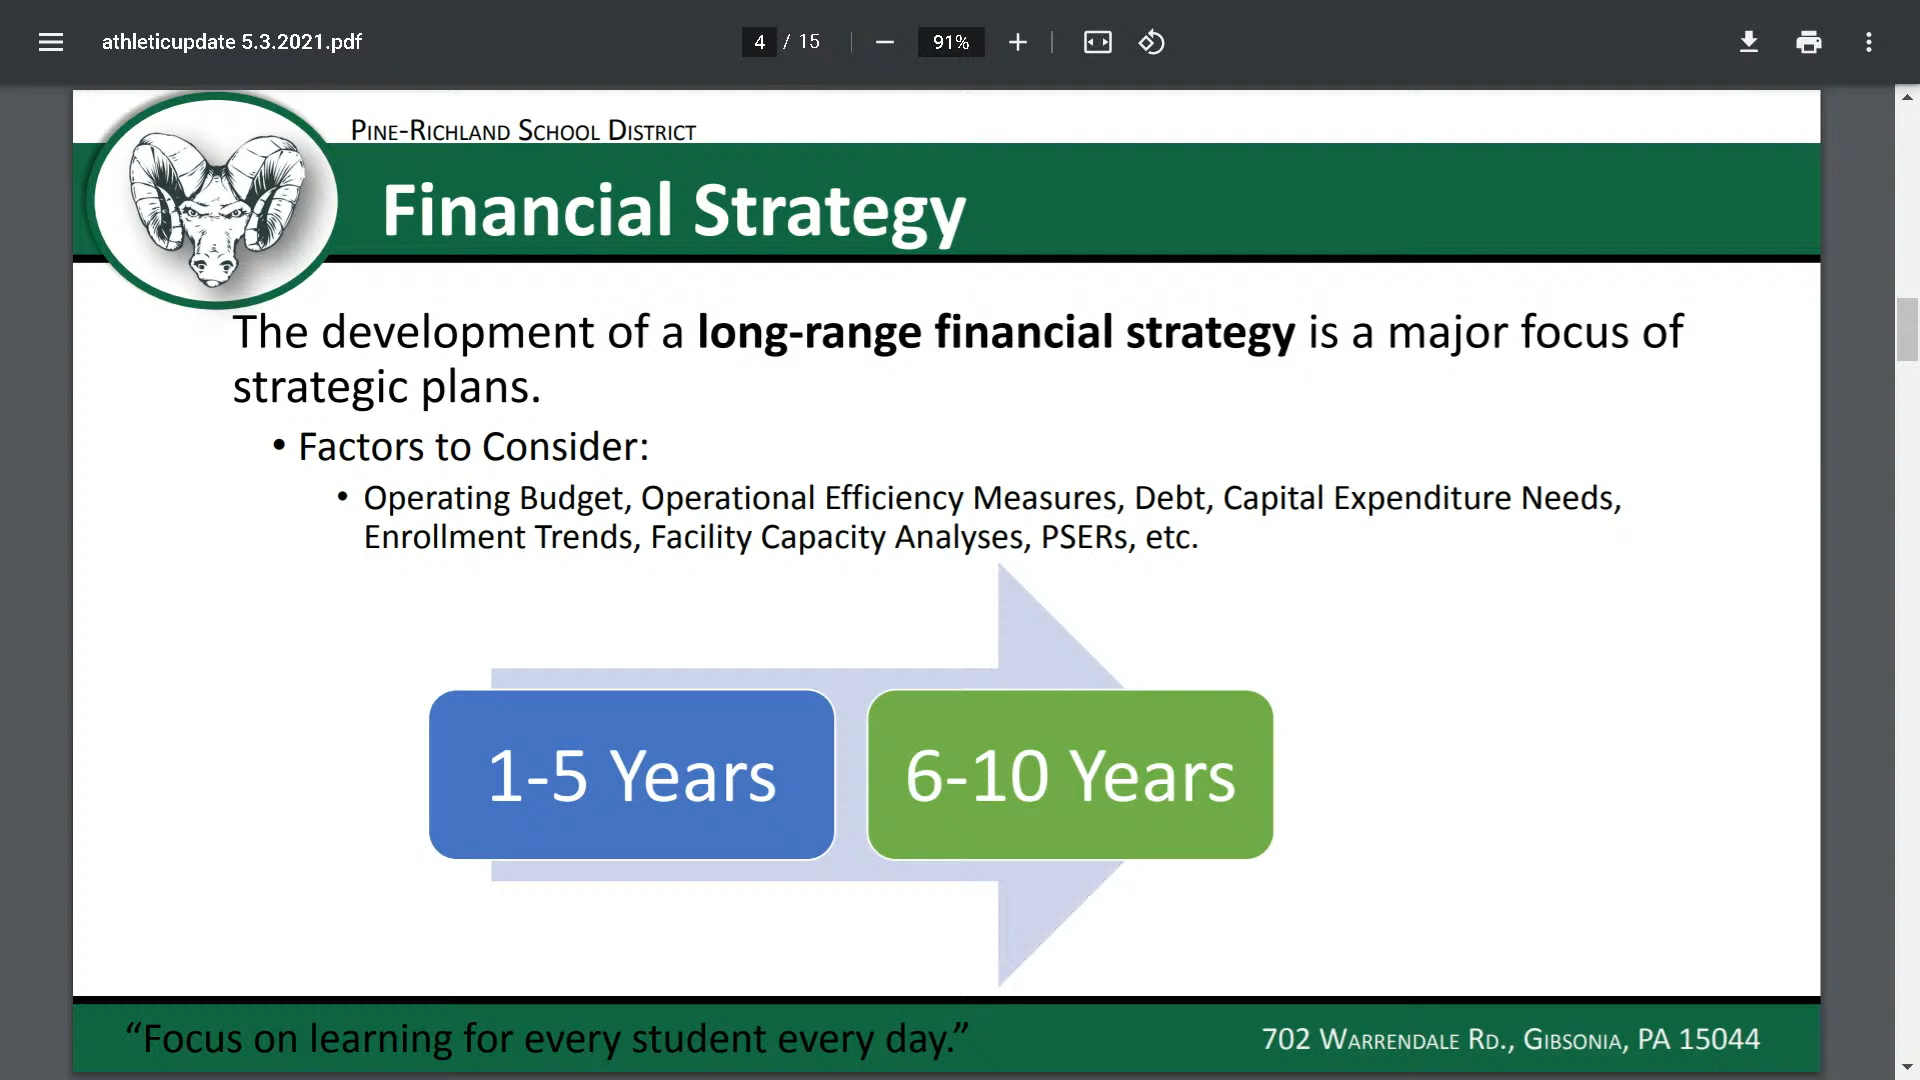 athleticupdate 5.3.2021.pdf
4 / 15
91%
PINE-RICHLAND SCHOOL DISTRICT
Financial Strategy
The development of a long-range financial strategy is a major focus of
strategic plans.
• Factors to Consider:
• Operating Budget, Operational Efficiency Measures, Debt, Capital Expenditure Needs,
Enrollment Trends, Facility Capacity Analyses, PSERs, etc.
1-5 Years
6-10 Years
“Focus on learning for every student every day.”
702 WARRENDALE RD., GIBSONIA, PA 15044